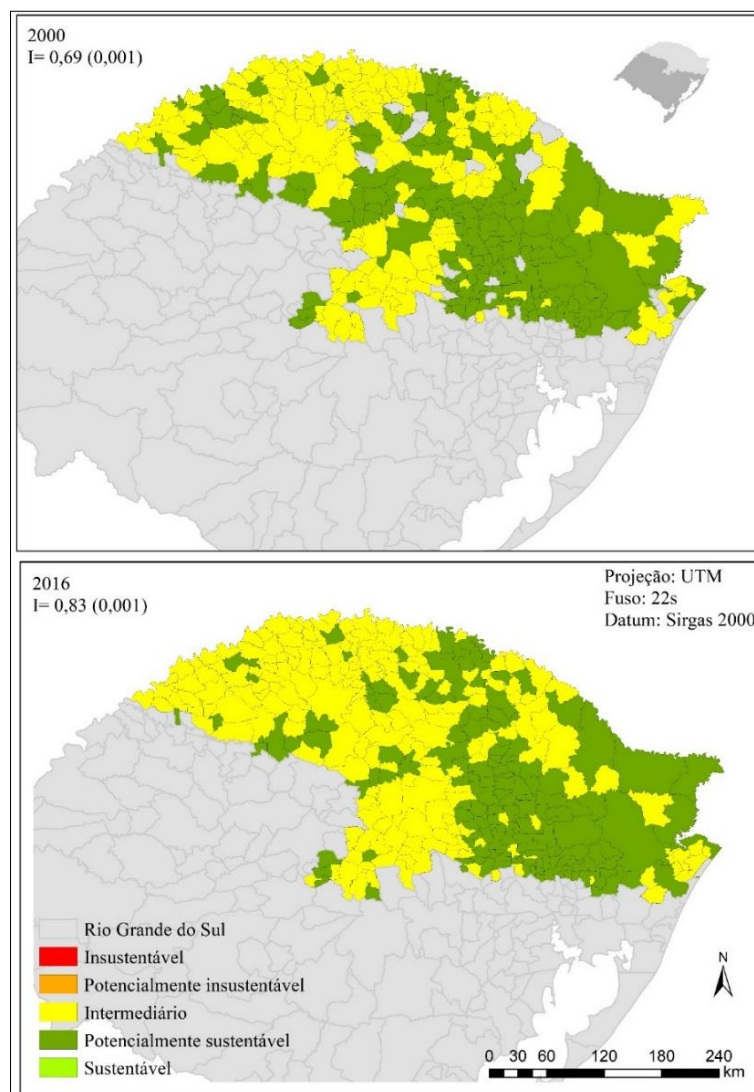 2000
I= 0,69 (0,001)
2016
I= 0,83 (0,001)
Projeção: UTM
Fuso: 22s
Datum: Sirgas 2000
Rio Grande do Sul
Insustentável
Potencialmente insustentável
Intermediário
Potencialmente sustentável
Sustentável
N
0 30 60 120 180 240
km